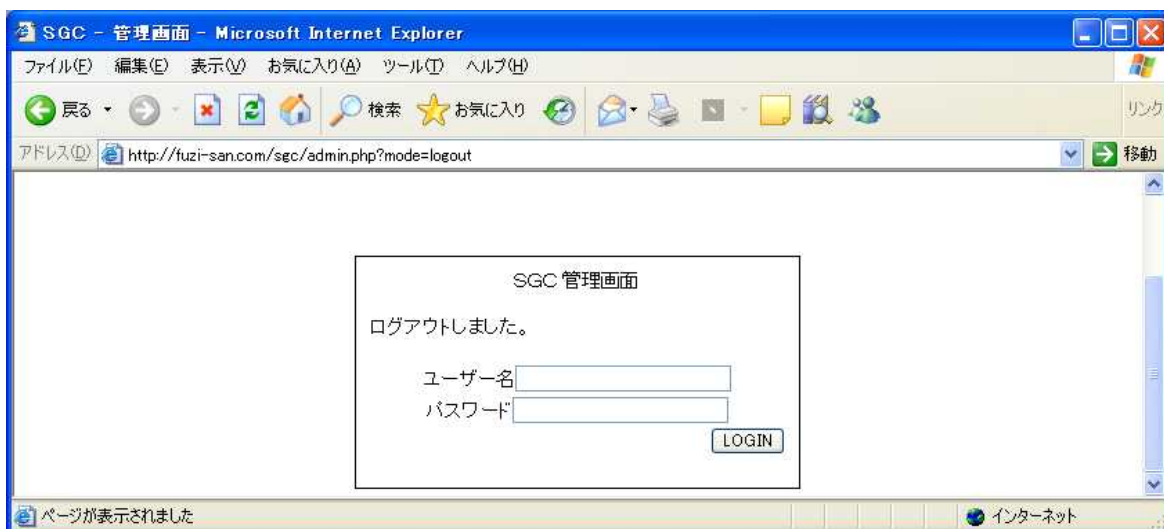 SGC - 管理画面 - Microsoft Internet Explorer
ファイル(F) 編集(E) 表示(V) お気に入り(A) ツール(T) ヘルプ(H)
戻る 検索 お気に入り リンク
アドレス(D) http://fuzi-san.com/sgc/admin.php?mode=logout 移動
SGC 管理画面
ログアウトしました。
ユーザー名
パスワード
LOGIN
ページが表示されました インターネット